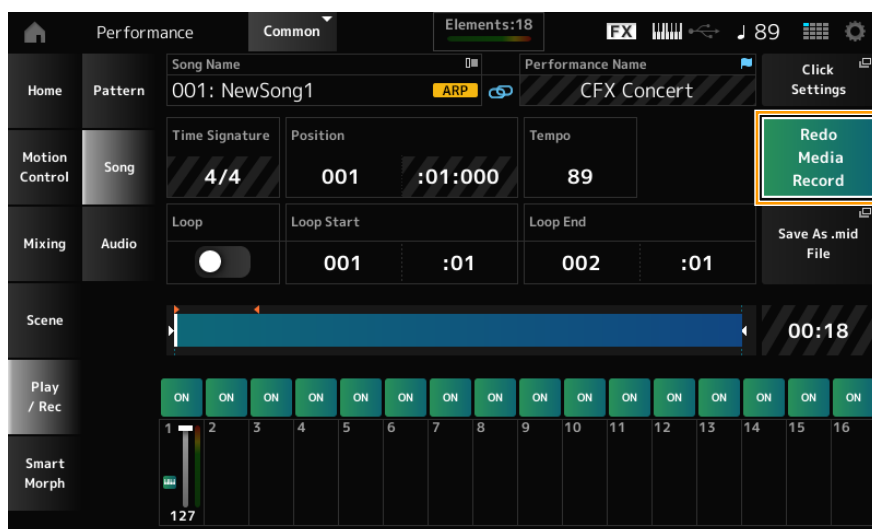 Performance
Common
Elements:18
FX
♩ 89
Home
Motion
Control
Mixing
Scene
Play
/ Rec
Smart
Morph
Pattern
Song
Audio
Song Name
001: NewSong1
ARP
Performance Name
CFX Concert
Click
Settings
Time Signature
4/4
Position
001 :01:000
Tempo
89
Redo
Media
Record
Loop
Loop Start
001 :01
Loop End
002 :01
Save As .mid
File
00:18
ON ON ON ON ON ON ON ON ON ON ON ON ON ON ON ON
1 2 3 4 5 6 7 8 9 10 11 12 13 14 15 16
127